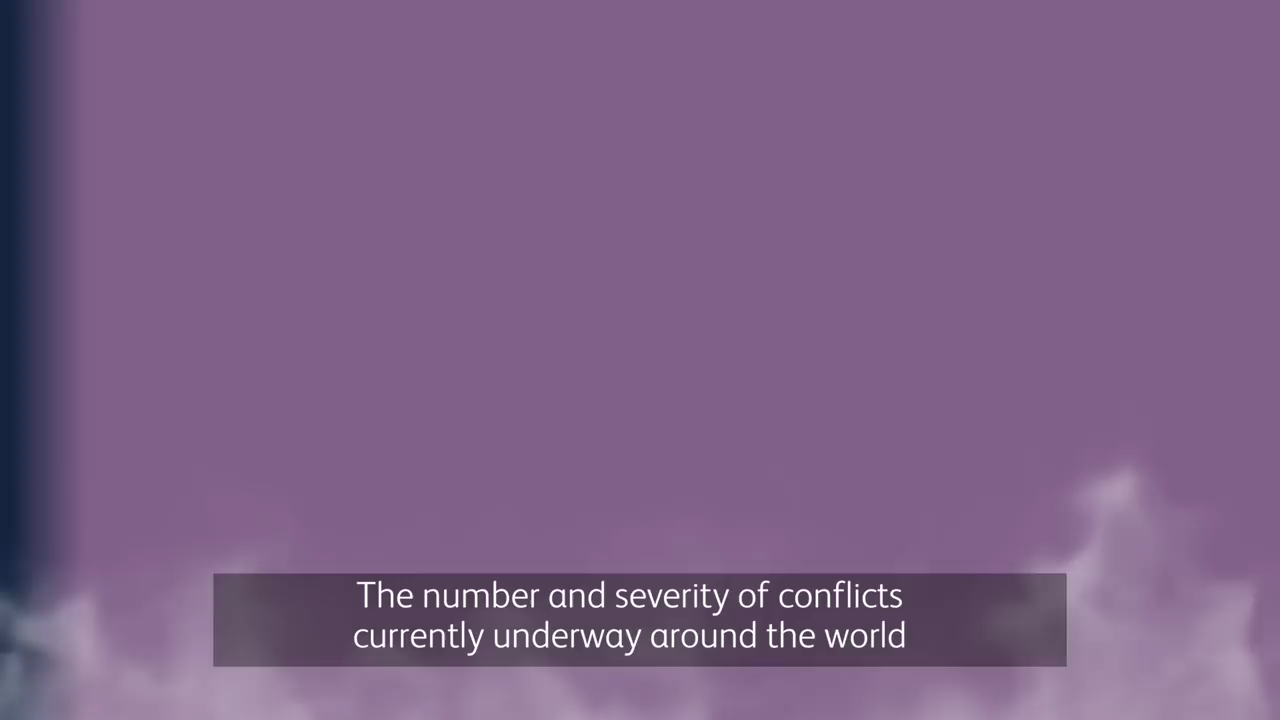 The number and severity of conflicts
currently underway around the world